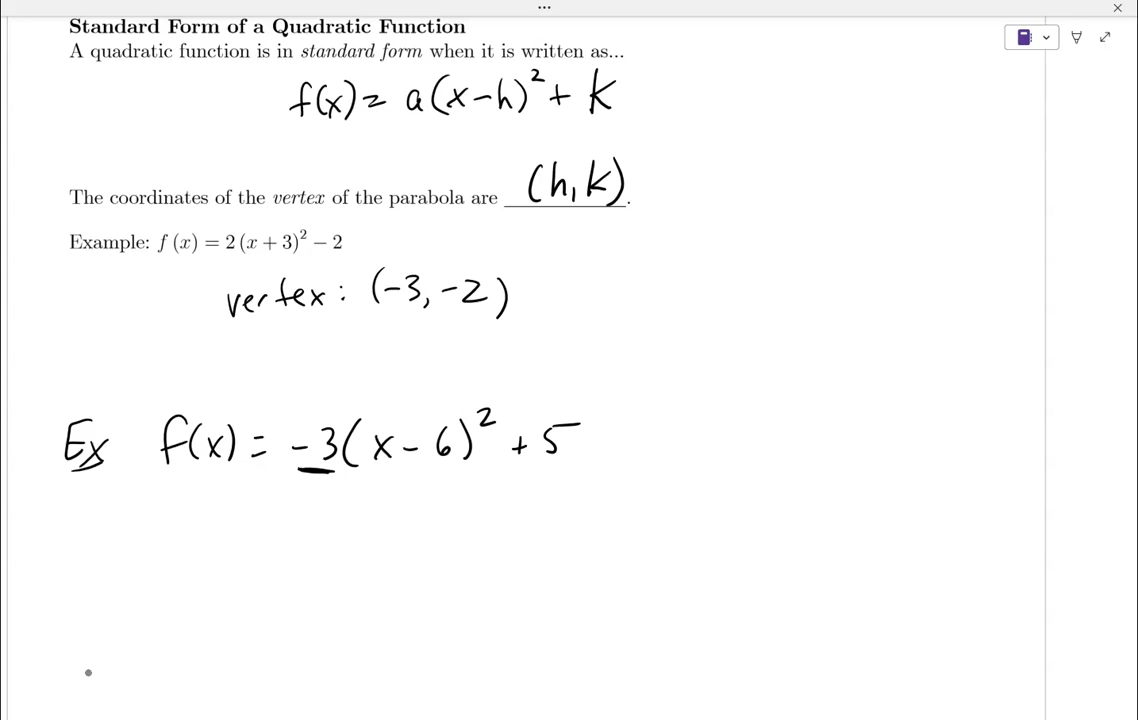 Standard Form of a Quadratic Function
A quadratic function is in standard form when it is written as...
f(x) = a(x-h)² + k
The coordinates of the vertex of the parabola are (h, k).
Example: f (x) = 2 (x + 3)² − 2
vertex: (-3, -2)
Ex f(x) = -3(x - 6)² + 5